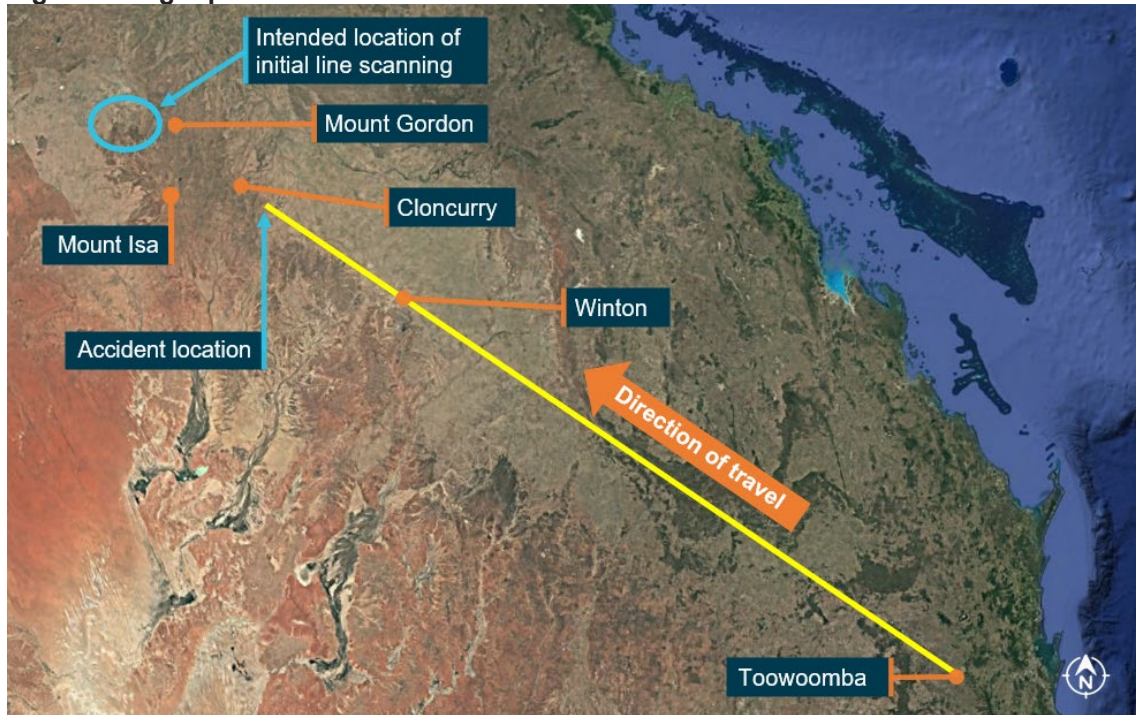 Intended location of
initial line scanning
Mount Gordon
Cloncurry
Mount Isa
Winton
Accident location
Direction of travel
Toowoomba
N